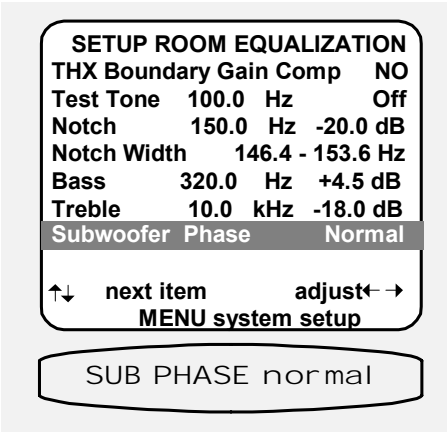 SETUP ROOM EQUALIZATION
THX Boundary Gain Comp NO
Test Tone 100.0 Hz Off
Notch 150.0 Hz -20.0 dB
Notch Width 146.4 - 153.6 Hz
Bass 320.0 Hz +4.5 dB
Treble 10.0 kHz -18.0 dB
Subwoofer Phase Normal
↑↓ next item adjust←→
MENU system setup
SUB PHASE normal